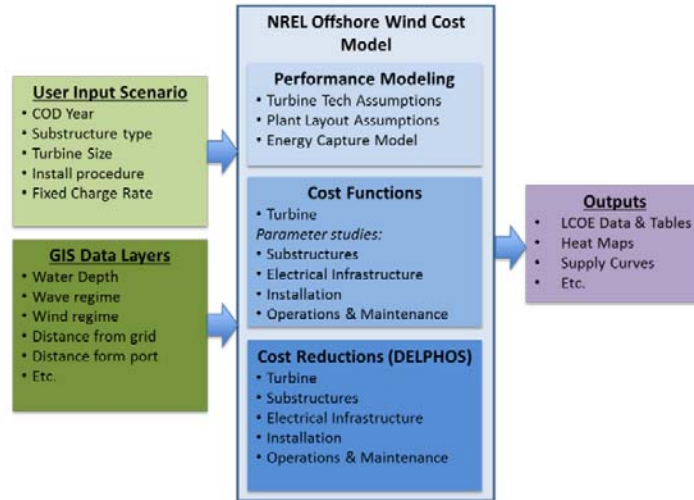 User Input Scenario
• COD Year
• Substructure type
• Turbine Size
• Install procedure
• Fixed Charge Rate
GIS Data Layers
• Water Depth
• Wave regime
• Wind regime
• Distance from grid
• Distance form port
• Etc.
NREL Offshore Wind Cost
Model
Performance Modeling
• Turbine Tech Assumptions
• Plant Layout Assumptions
• Energy Capture Model
Cost Functions
• Turbine
Parameter studies:
• Substructures
• Electrical Infrastructure
• Installation
• Operations & Maintenance
Cost Reductions (DELPHOS)
• Turbine
• Substructures
• Electrical Infrastructure
• Installation
• Operations & Maintenance
Outputs
• LCOE Data & Tables
• Heat Maps
• Supply Curves
• Etc.